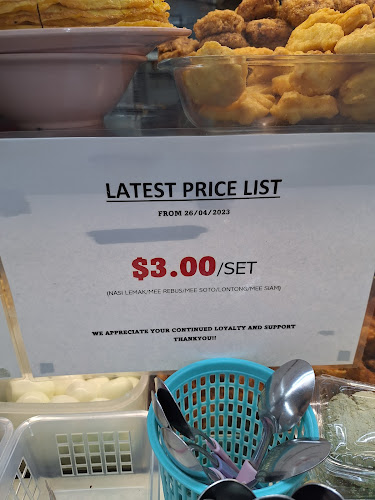 LATEST PRICE LIST
FROM 26/04/2023
$3.00/SET
(NASI LEMAK/MEE REBUS/MEE SOTO/LONTONG/MEE SIAM)
WE APPRECIATE YOUR CONTINUED LOYALTY AND SUPPORT
THANKYOU!!